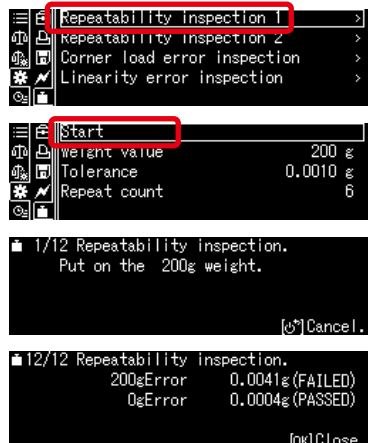 Repeatability inspection 1 >
Repeatability inspection 2 >
Corner load error inspection >
Linearity error inspection >
Start
Weight value 200 g
Tolerance 0.0010 g
Repeat count 6
1/12 Repeatability inspection.
Put on the 200g weight.
[⏻]Cancel.
12/12 Repeatability inspection.
200gError 0.0041g(FAILED)
0gError 0.0004g(PASSED)
[OK]Close